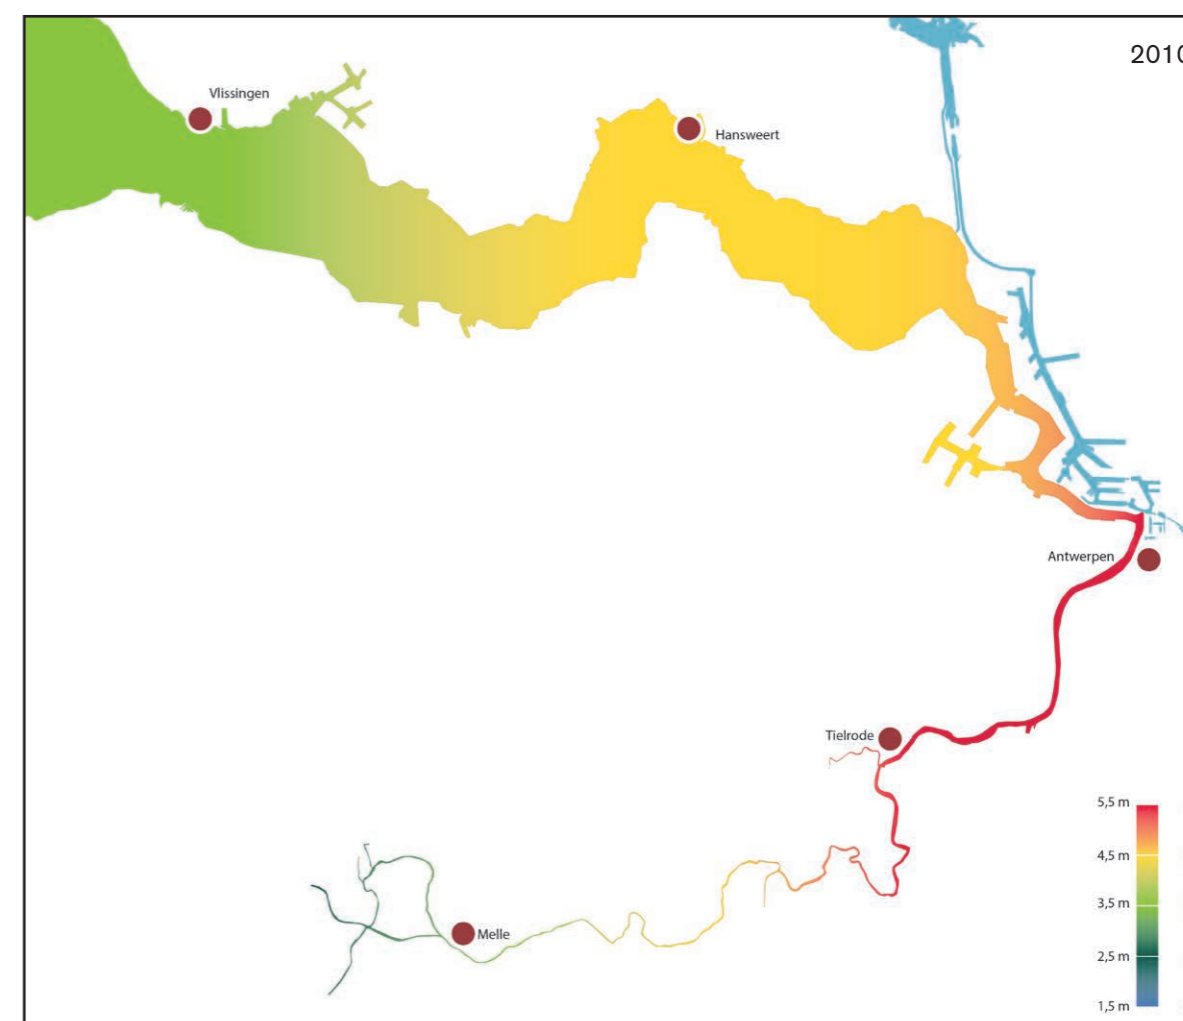 2010
Vlissingen
Hansweert
Antwerpen
Tielrode
Melle
5,5 m
4,5 m
3,5 m
2,5 m
1,5 m